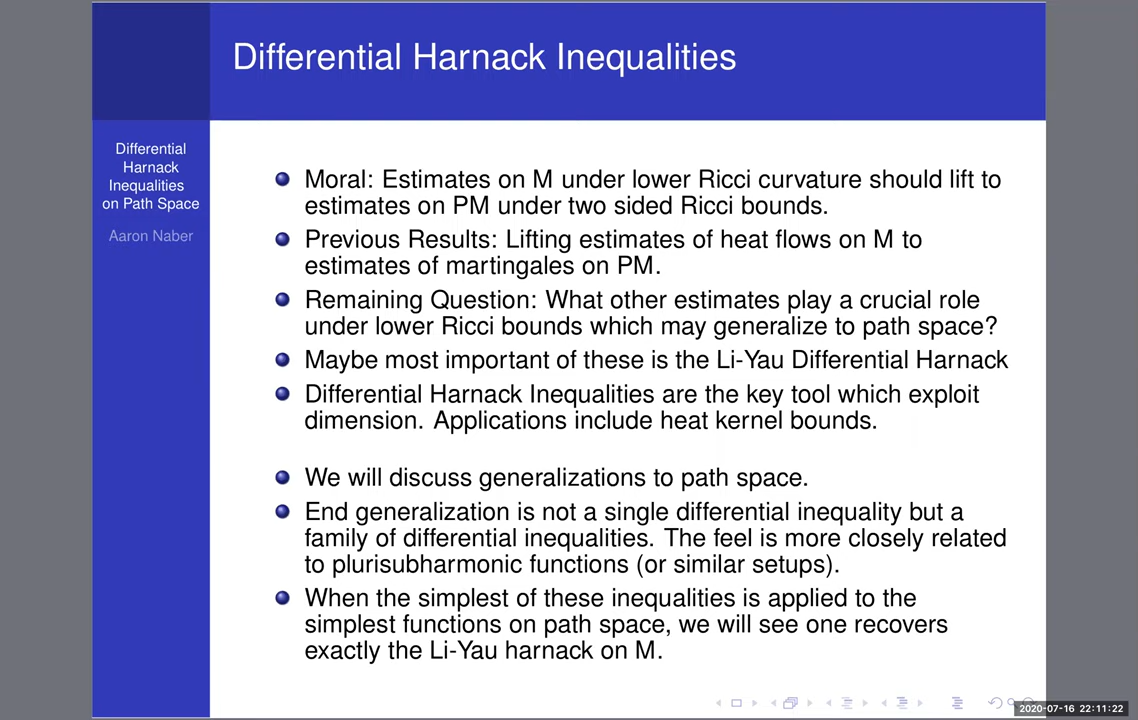 Differential Harnack Inequalities
Differential
Harnack
Inequalities
on Path Space
Aaron Naber
Moral: Estimates on M under lower Ricci curvature should lift to
estimates on PM under two sided Ricci bounds.
Previous Results: Lifting estimates of heat flows on M to
estimates of martingales on PM.
Remaining Question: What other estimates play a crucial role
under lower Ricci bounds which may generalize to path space?
Maybe most important of these is the Li-Yau Differential Harnack
Differential Harnack Inequalities are the key tool which exploit
dimension. Applications include heat kernel bounds.
We will discuss generalizations to path space.
End generalization is not a single differential inequality but a
family of differential inequalities. The feel is more closely related
to plurisubharmonic functions (or similar setups).
When the simplest of these inequalities is applied to the
simplest functions on path space, we will see one recovers
exactly the Li-Yau harnack on M.
2020-07-16 22:11:22